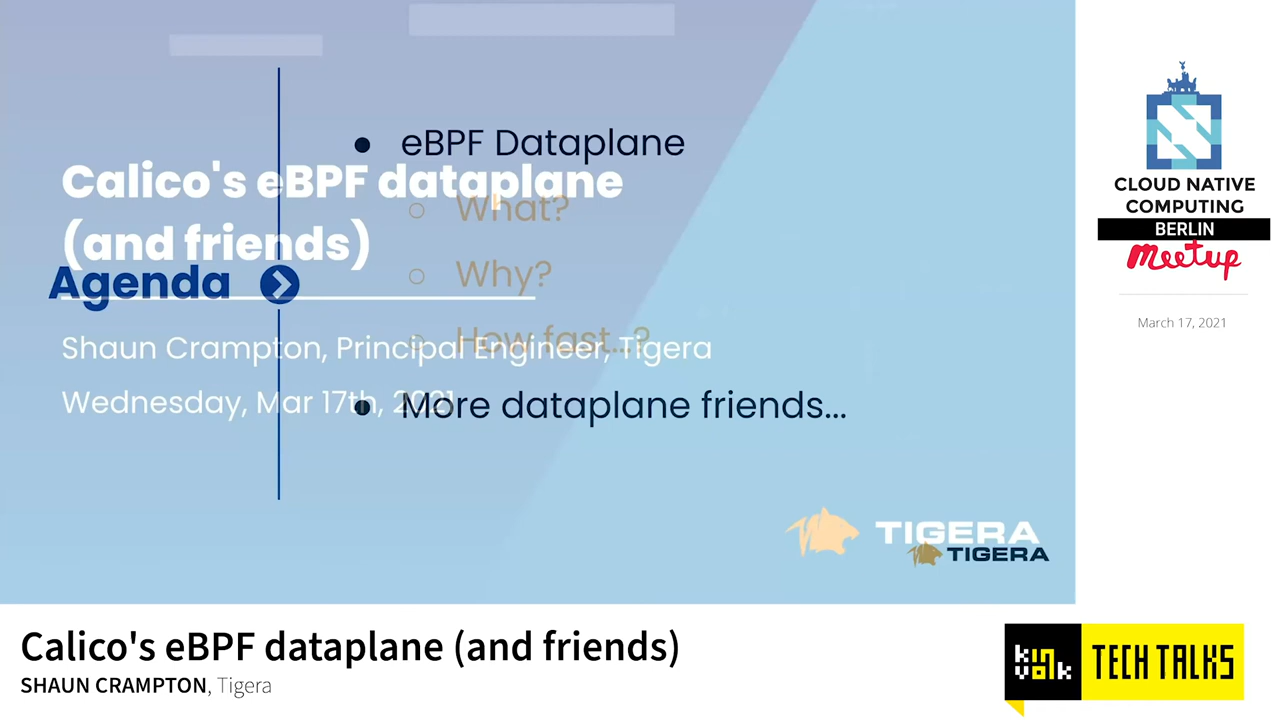 Calico's eBPF dataplane
(and friends)
Shaun Crampton, Principal Engineer, Tigera
Wednesday, Mar 17th, 2021
TIGERA
Agenda
● eBPF Dataplane
○ What?
○ Why?
○ How fast...?
● More dataplane friends...
TIGERA
CLOUD NATIVE
COMPUTING
BERLIN
meetup
March 17, 2021
Calico's eBPF dataplane (and friends)
SHAUN CRAMPTON, Tigera
kinvolk
TECH TALKS